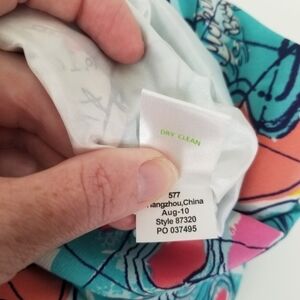 DRY CLEAN
577
Hangzhou,China
Aug-10
Style 87320
PO 037495